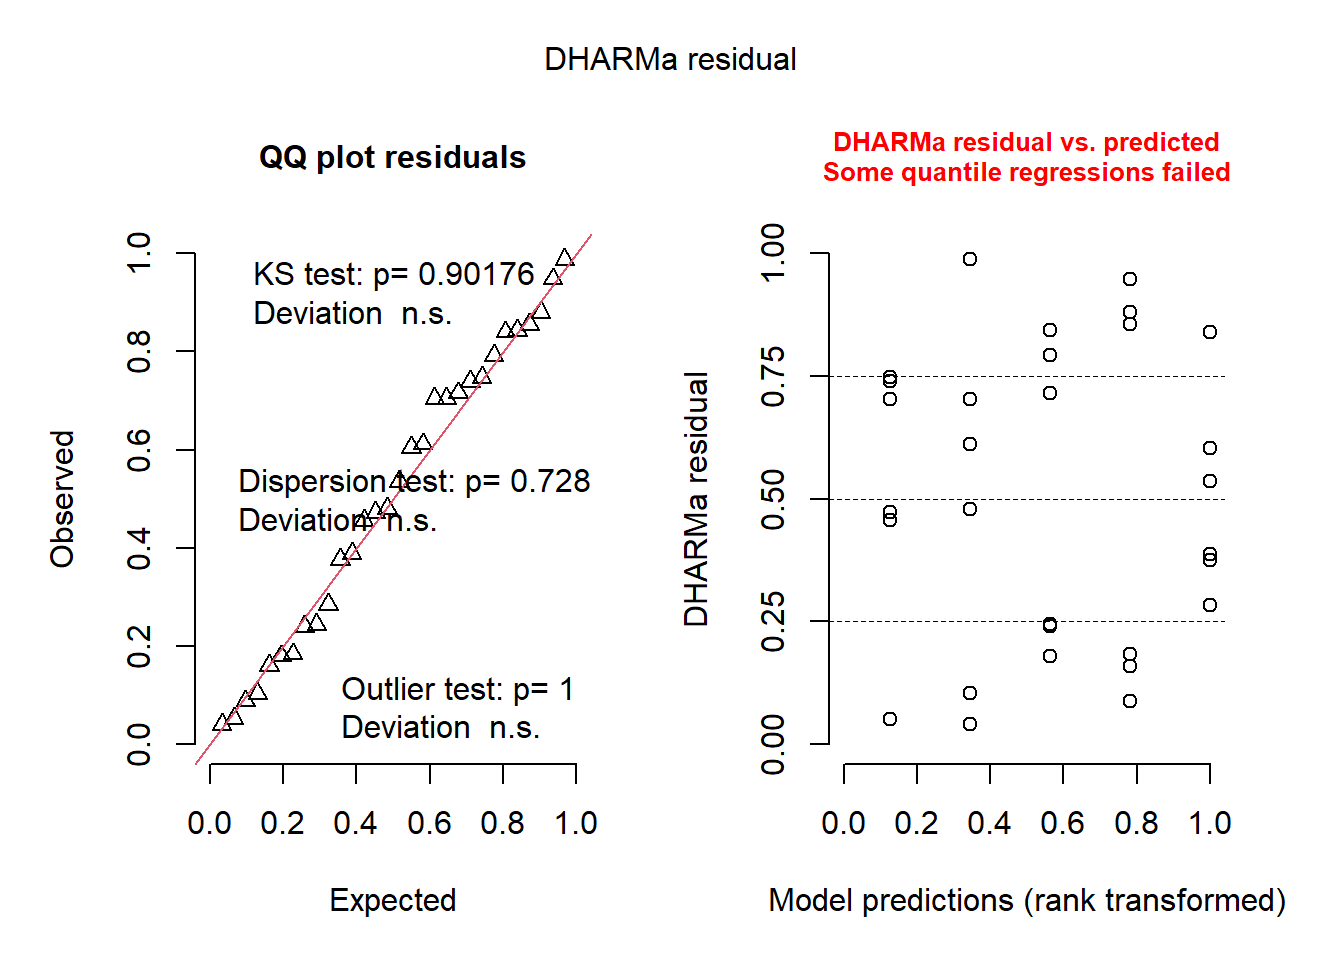 DHARMa residual
QQ plot residuals
KS test: p= 0.90176
Deviation  n.s.
Dispersion test: p= 0.728
Deviation  n.s.
Outlier test: p= 1
Deviation  n.s.
Observed
0.0
0.2
0.4
0.6
0.8
1.0
0.0 0.2 0.4 0.6 0.8 1.0
Expected
DHARMa residual vs. predicted
Some quantile regressions failed
DHARMa residual
0.00
0.25
0.50
0.75
1.00
0.0 0.2 0.4 0.6 0.8 1.0
Model predictions (rank transformed)